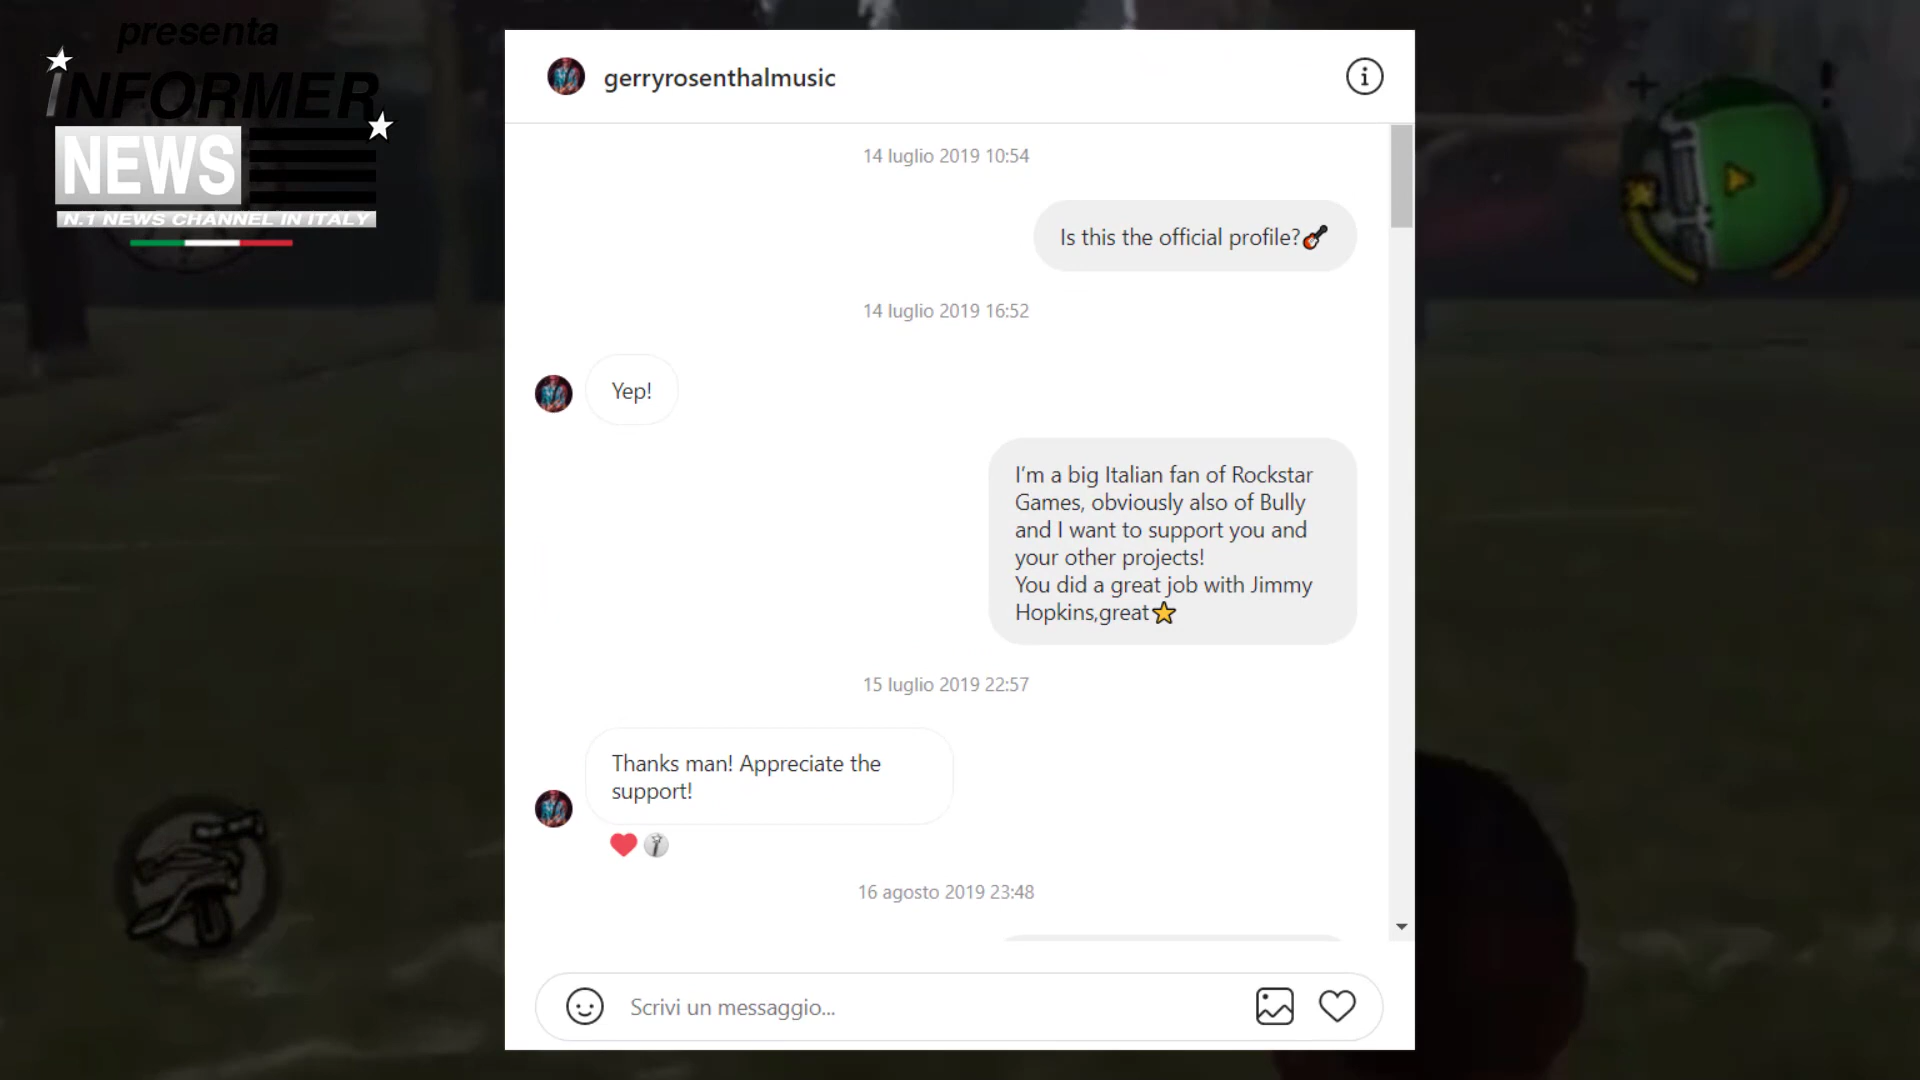 presenta
iNFORMER
NEWS
N.1 NEWS CHANNEL IN ITALY
gerryrosenthalmusic
14 luglio 2019 10:54
Is this the official profile?🎸
14 luglio 2019 16:52
Yep!
I'm a big Italian fan of Rockstar
Games, obviously also of Bully
and I want to support you and
your other projects!
You did a great job with Jimmy
Hopkins,great⭐
15 luglio 2019 22:57
Thanks man! Appreciate the
support!
16 agosto 2019 23:48
Scrivi un messaggio...